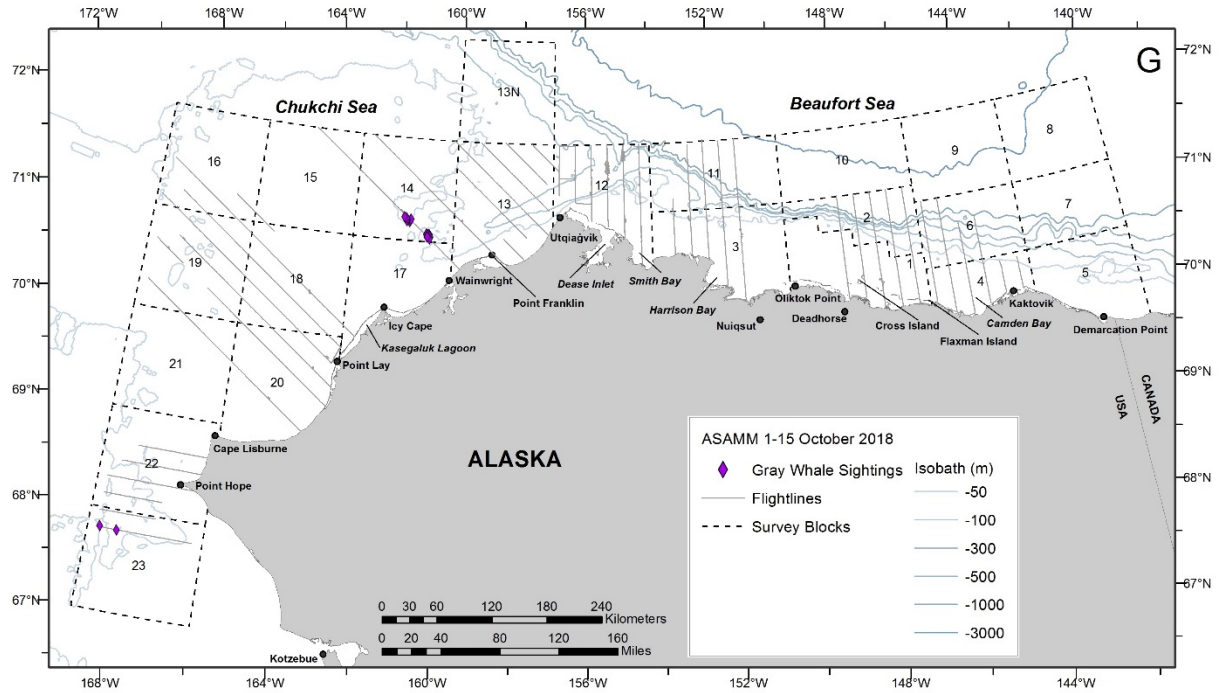 172°W 168°W 164°W 160°W 156°W 152°W 148°W 144°W 140°W
G
72°N 72°N
13N
Chukchi Sea Beaufort Sea
8
16 15 9
10
71°N 71°N
14 12 11
13 2 6 7
Utqiaġvik
19 18 17 3
70°N 70°N
Wainwright Dease Inlet Smith Bay 4 5
Point Franklin Harrison Bay Oliktok Point Kaktovik
Icy Cape Nuiqsut Deadhorse Cross Island Camden Bay Demarcation Point
Kasegaluk Lagoon Flaxman Island
21 Point Lay
20
69°N 69°N
CANADA
USA
Cape Lisburne
22 ALASKA
Point Hope
68°N 68°N
23
67°N 67°N
Kotzebue
ASAMM 1-15 October 2018
Gray Whale Sightings
Flightlines
Survey Blocks
Isobath (m)
-50
-100
-300
-500
-1000
-3000
0 30 60 120 180 240
Kilometers
0 20 40 80 120 160
Miles
168°W 164°W 160°W 156°W 152°W 148°W 144°W